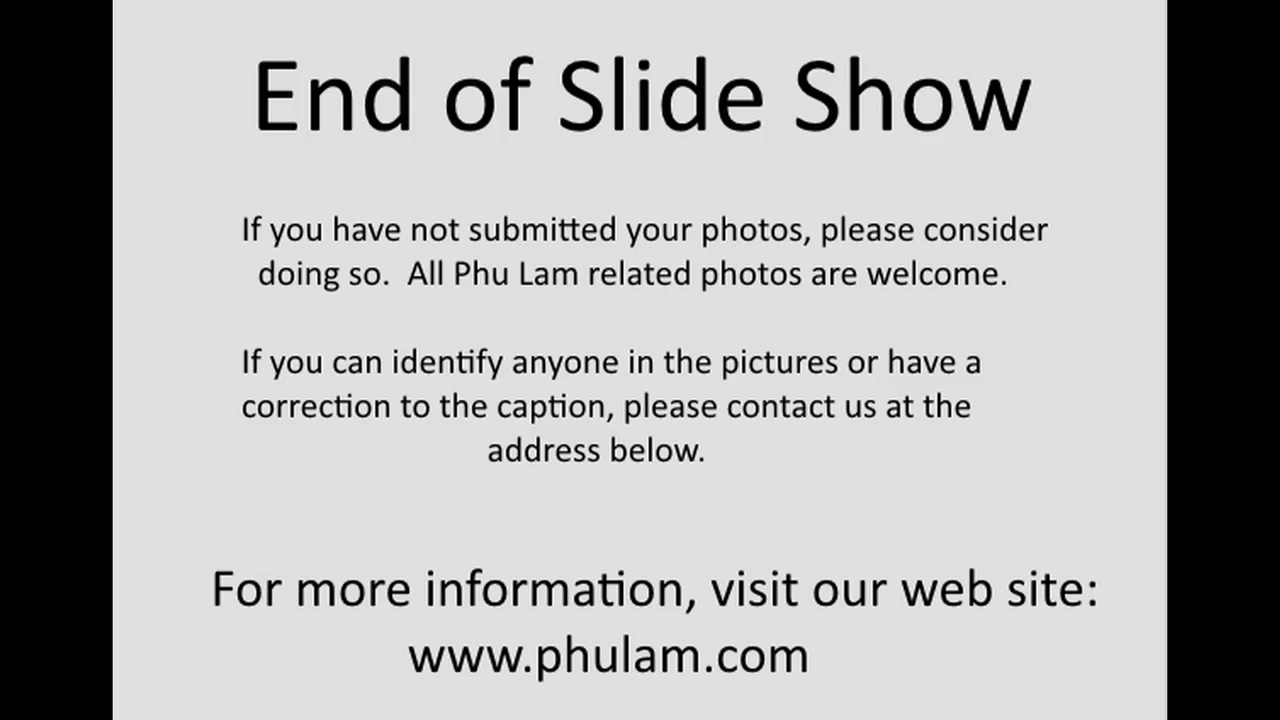 End of Slide Show
If you have not submitted your photos, please consider
doing so.  All Phu Lam related photos are welcome.
If you can identify anyone in the pictures or have a
correction to the caption, please contact us at the
address below.
For more information, visit our web site:
www.phulam.com